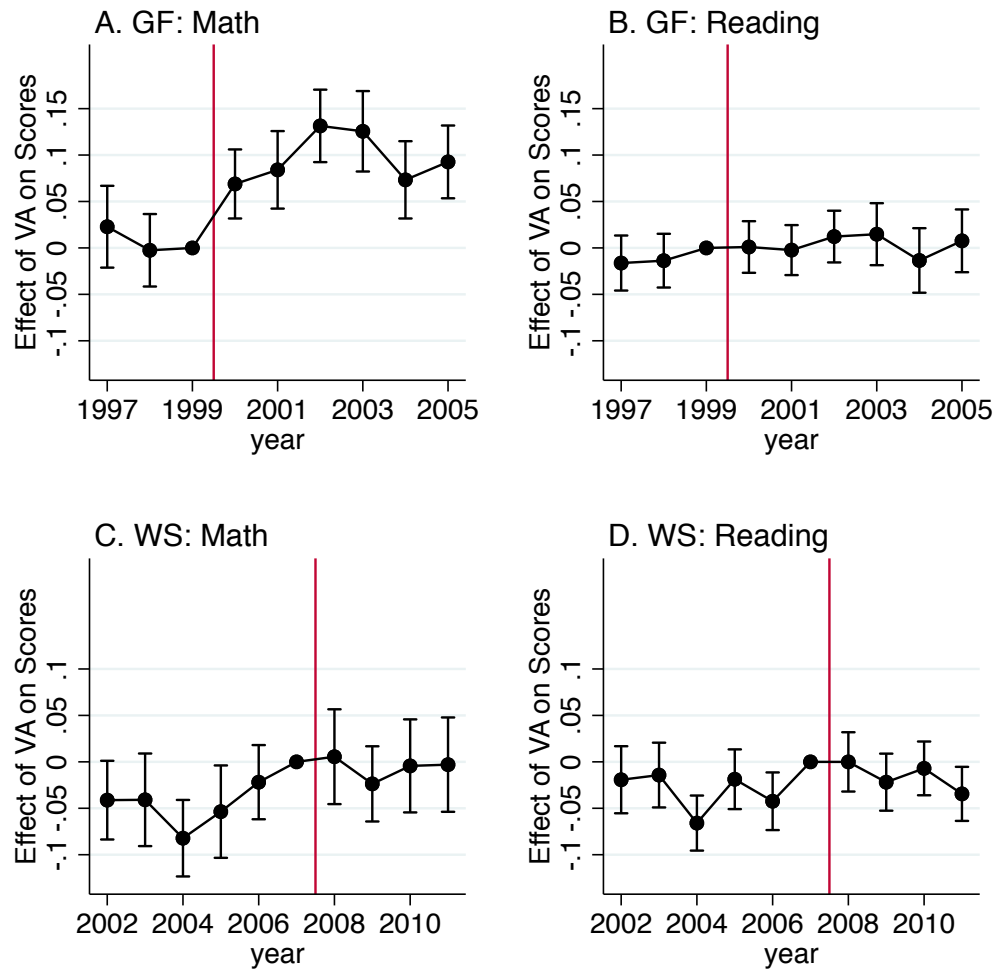 A. GF: Math
Effect of VA on Scores
.15
.1
.05
0
-.05
-.1
1997 1999 2001 2003 2005
year
B. GF: Reading
Effect of VA on Scores
.15
.1
.05
0
-.05
-.1
1997 1999 2001 2003 2005
year
C. WS: Math
Effect of VA on Scores
.1
.05
0
-.05
-.1
2002 2004 2006 2008 2010
year
D. WS: Reading
Effect of VA on Scores
.1
.05
0
-.05
-.1
2002 2004 2006 2008 2010
year